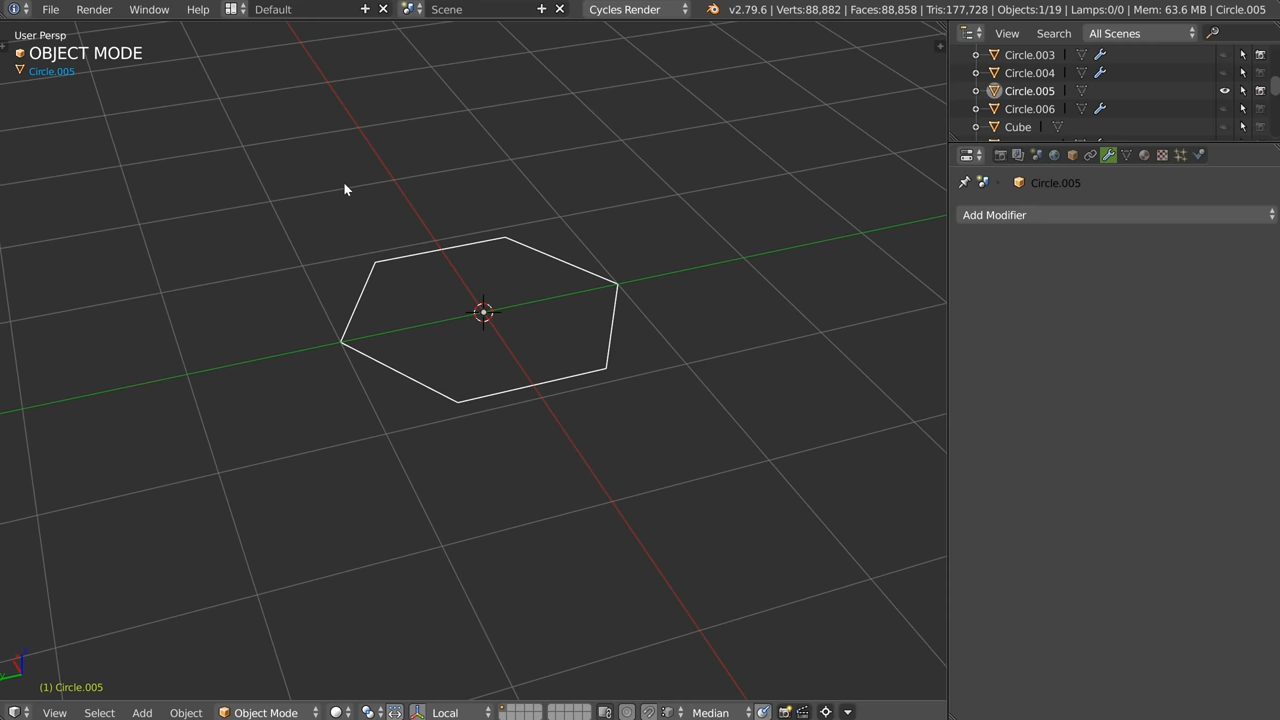 File Render Window Help Default Scene Cycles Render v2.79.6 | Verts:88,882 | Faces:88,858 | Tris:177,728 | Objects:1/19 | Lamps:0/0 | Mem: 63.6 MB | Circle.005
User Persp
OBJECT MODE
Circle.005
View Search All Scenes
Circle.003
Circle.004
Circle.005
Circle.006
Cube
Circle.005
Add Modifier
(1) Circle.005
View Select Add Object Object Mode Local Median